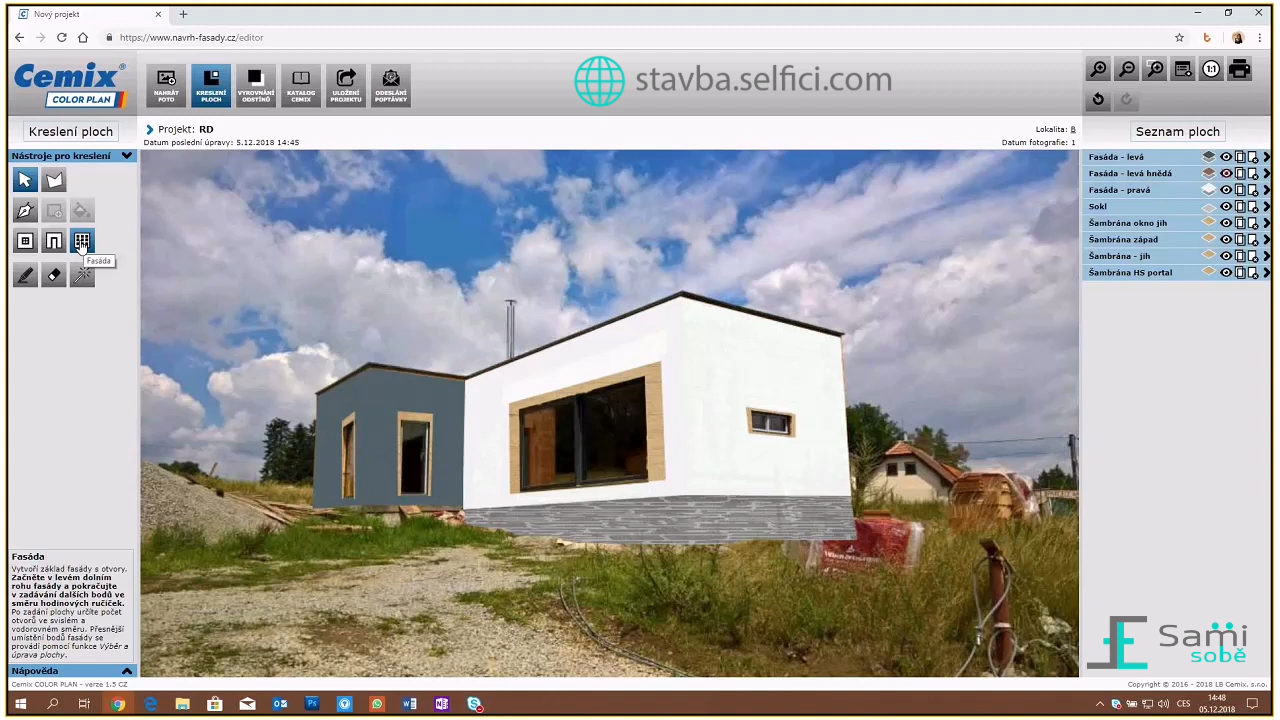 Nový projekt
https://www.navrh-fasady.cz/editor
Cemix®
COLOR PLAN
NAHRÁT FOTO
KRESLENÍ PLOCH
VYROVNÁNÍ ODSTÍNŮ
KATALOG CEMIX
ULOŽENÍ PROJEKTU
ODESLÁNÍ POPTÁVKY
stavba.selfici.com
1:1
Kreslení ploch
Projekt: RD
Lokalita: B
Seznam ploch
Datum poslední úpravy: 5.12.2018 14:45
Datum fotografie: 1
Nástroje pro kreslení
Fasáda
Fasáda - levá
Fasáda - levá hnědá
Fasáda - pravá
Sokl
Šambrána okno jih
Šambrána západ
Šambrána - jih
Šambrána HS portal
Fasáda
Vytvoří základ fasády s otvory.
Začněte v levém dolním
rohu fasády a pokračujte
v zadávání dalších bodů ve
směru hodinových ručiček.
Po zadání plochy určíte počet
otvorů ve svislém a
vodorovném směru. Přesnější
umístění bodů fasády se
provádí pomocí funkce Výběr a
úprava plochy.
Nápověda
Cemix COLOR PLAN - verze 1.5 CZ
Sami
sobě
Copyright © 2016 - 2018 LB Cemix, s.r.o.
CES
14:48
05.12.2018